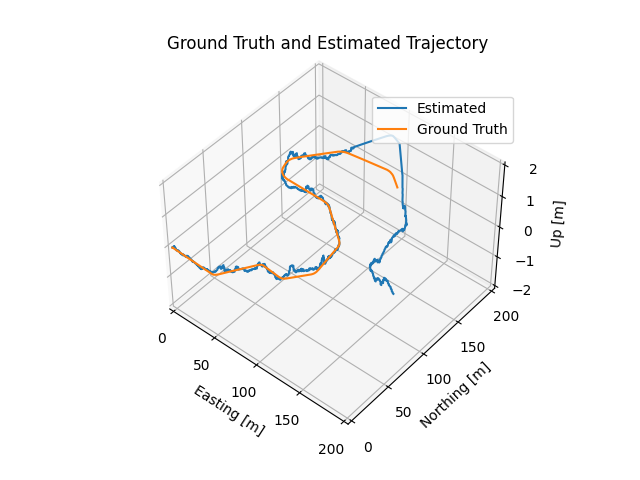 Ground Truth and Estimated Trajectory
Estimated
Ground Truth
2
1
0
−1
−2
Up [m]
0
50
100
150
200
Easting [m]
0
50
100
150
200
Northing [m]